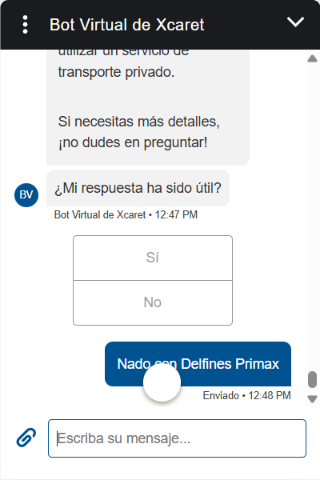 Bot Virtual de Xcaret
utilizar un servicio de
transporte privado.
Si necesitas más detalles,
¡no dudes en preguntar!
BV
¿Mi respuesta ha sido útil?
Bot Virtual de Xcaret • 12:47 PM
Sí
No
Nado con Delfines Primax
Enviado • 12:48 PM
Escriba su mensaje...